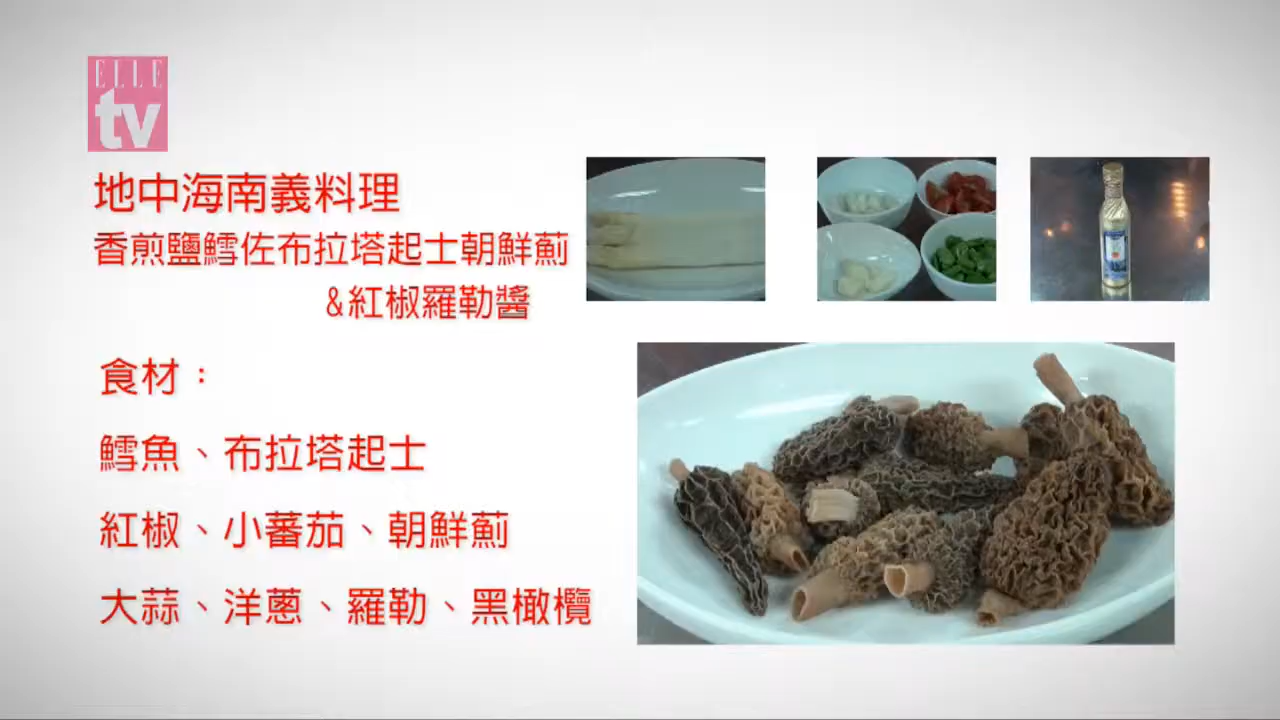 ELLE
tv
地中海南義料理
香煎鹽鱈佐布拉塔起士朝鮮薊
&紅椒羅勒醬
食材：
鱈魚、布拉塔起士
紅椒、小蕃茄、朝鮮薊
大蒜、洋蔥、羅勒、黑橄欖